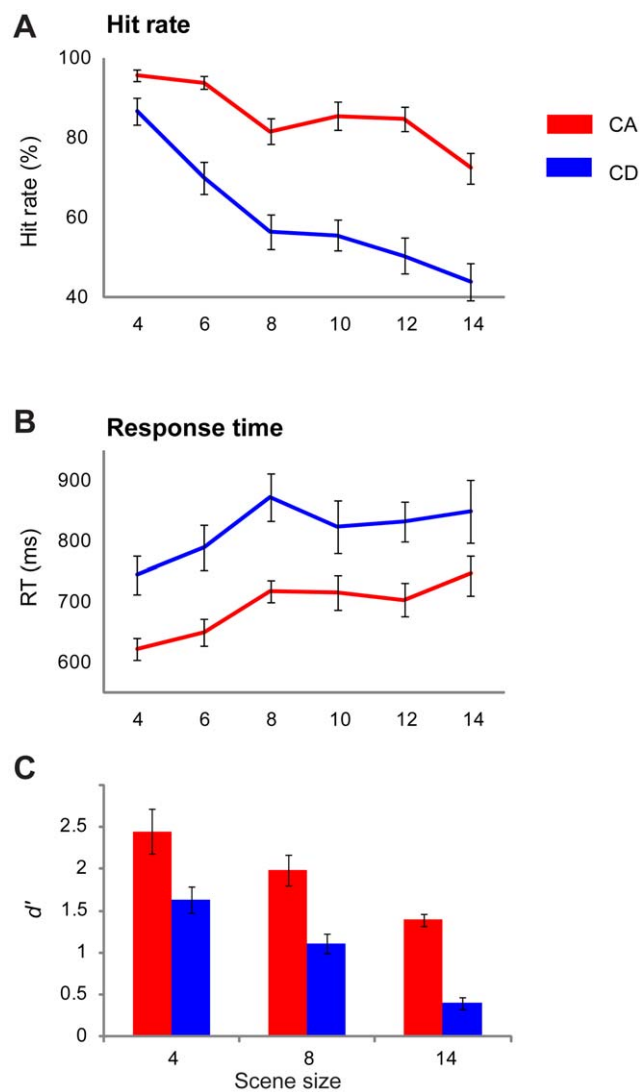 A
Hit rate
100
80
60
40
Hit rate (%)
4 6 8 10 12 14
CA
CD
B
Response time
900
800
700
600
RT (ms)
4 6 8 10 12 14
C
2.5
2
1.5
1
0.5
0
d′
4 8 14
Scene size